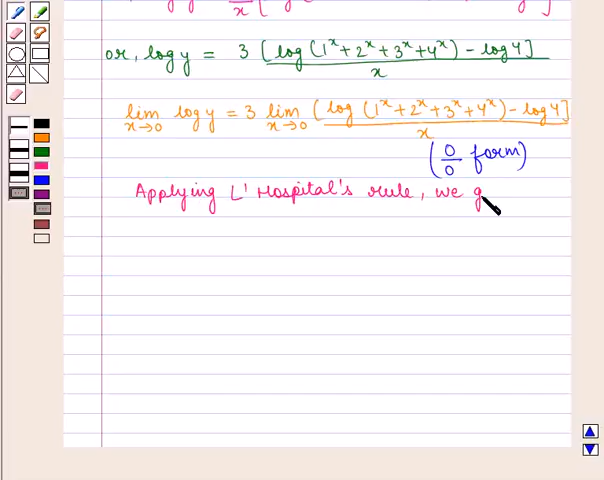 or, log y = 3 [log (1^x + 2^x + 3^x + 4^x) - log 4] / x
lim x→0 log y = 3 lim x→0 [log (1^x + 2^x + 3^x + 4^x) - log 4] / x
(0/0 form)
Applying L' Hospital's rule, we g